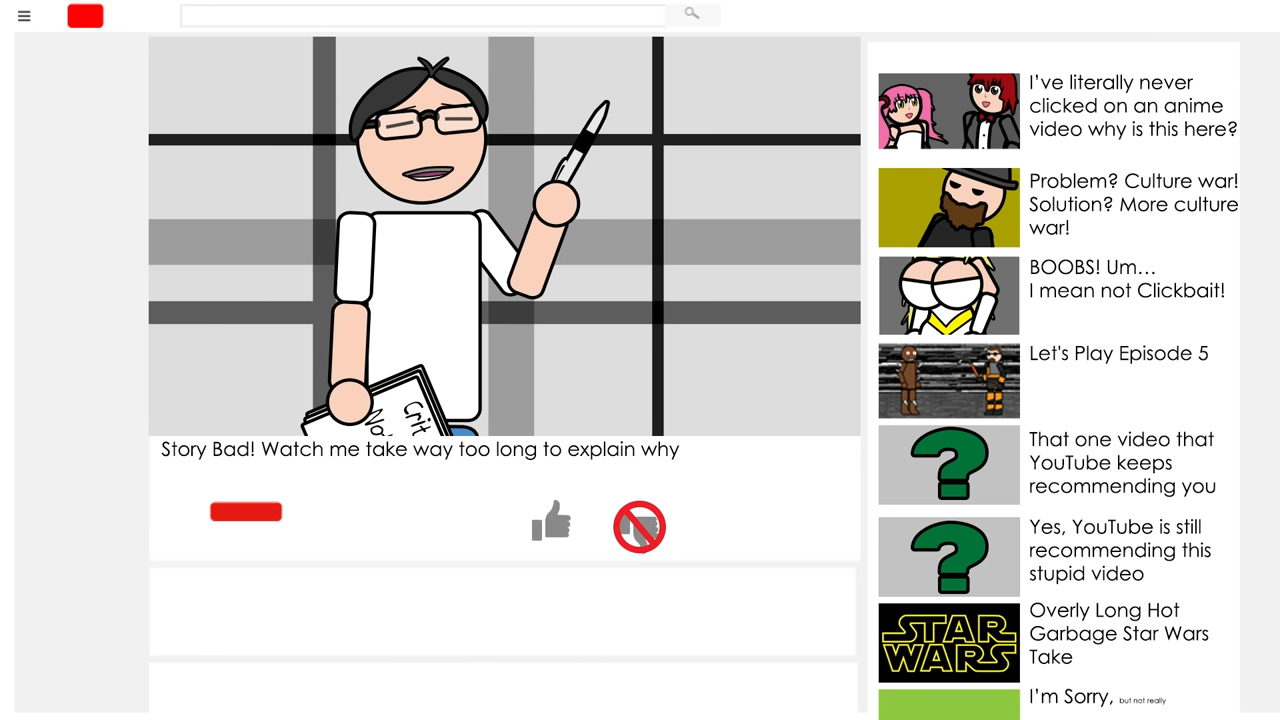 Crit
No
Story Bad! Watch me take way too long to explain why
I've literally never
clicked on an anime
video why is this here?
Problem? Culture war!
Solution? More culture
war!
BOOBS! Um...
I mean not Clickbait!
Let's Play Episode 5
That one video that
YouTube keeps
recommending you
Yes, YouTube is still
recommending this
stupid video
STAR
WARS
Overly Long Hot
Garbage Star Wars
Take
I'm Sorry, but not really